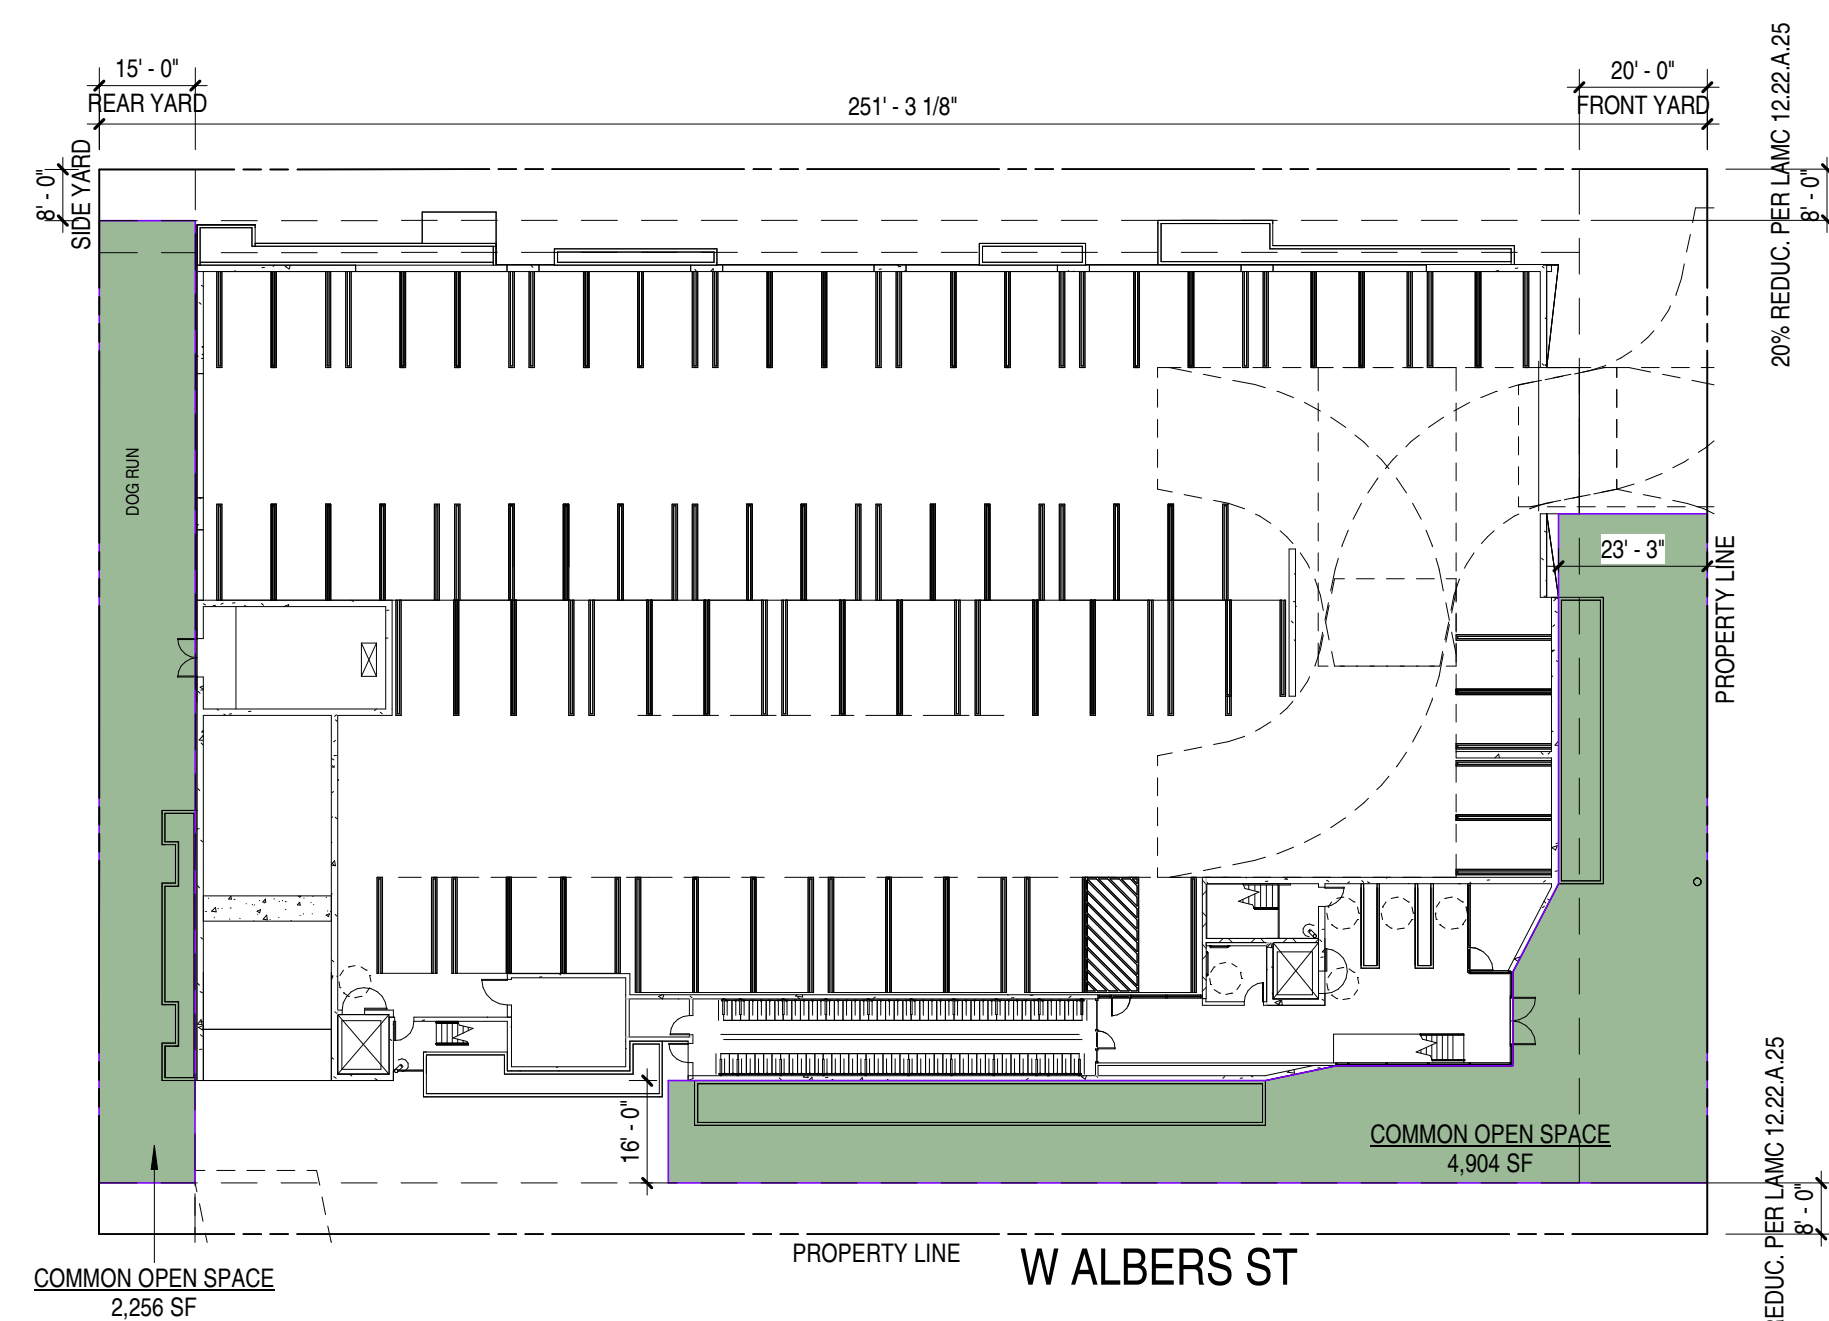 15' - 0"
REAR YARD
251' - 3 1/8"
20' - 0"
FRONT YARD
20% REDUC. PER LAMC 12.22.A.25
8' - 0"
8' - 0"
SIDE YARD
DOG RUN
23' - 3"
PROPERTY LINE
16' - 0"
COMMON OPEN SPACE
4,904 SF
EDUC. PER LAMC 12.22.A.25
8' - 0"
PROPERTY LINE
W ALBERS ST
COMMON OPEN SPACE
2,256 SF